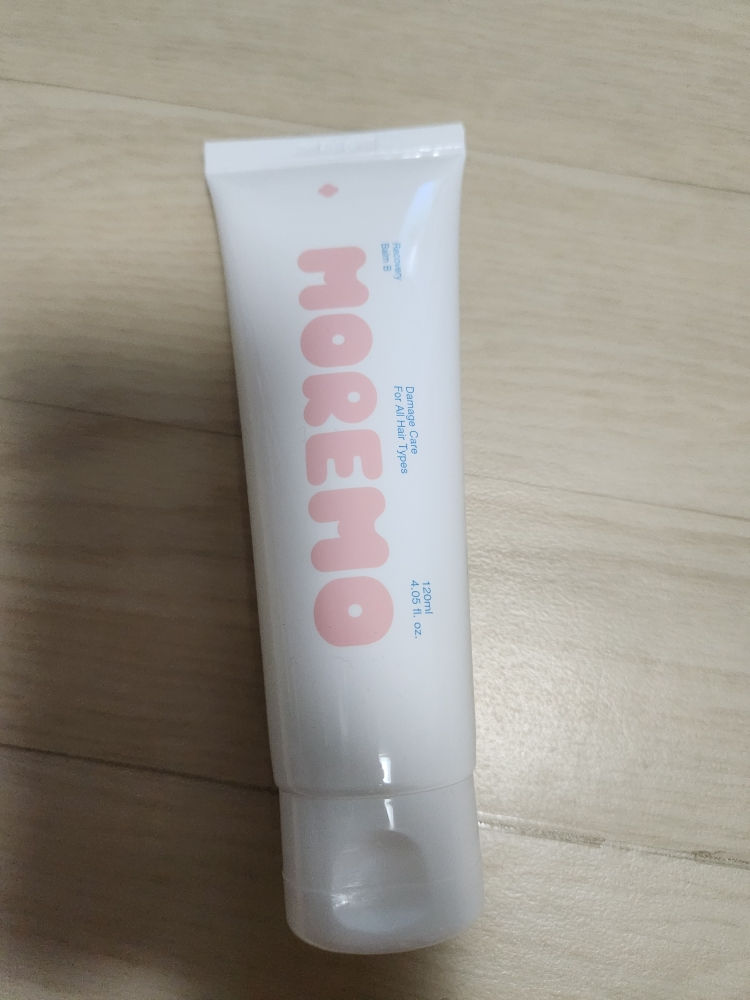 MOREMO
Recovery
Balm B
Damage Care
For All Hair Types
120ml
4.05 fl. oz.